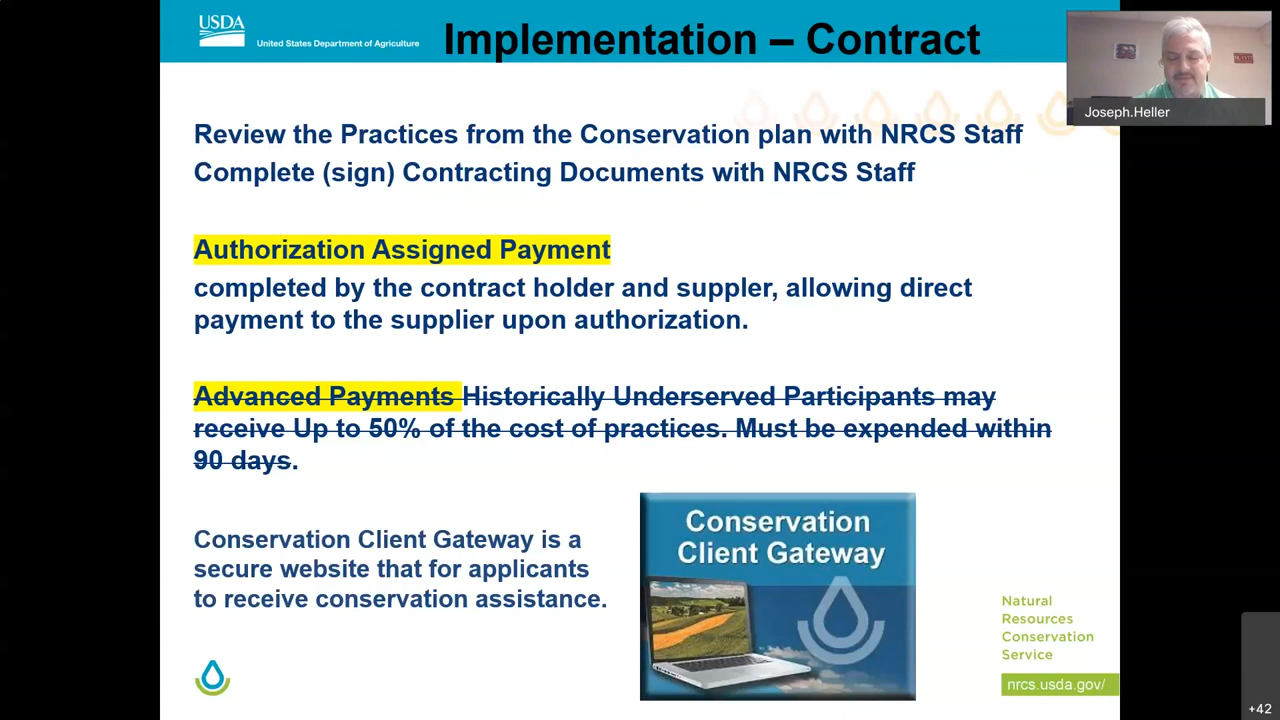 USDA
United States Department of Agriculture
Implementation – Contract
Joseph.Heller
Review the Practices from the Conservation plan with NRCS Staff
Complete (sign) Contracting Documents with NRCS Staff
Authorization Assigned Payment
completed by the contract holder and suppler, allowing direct
payment to the supplier upon authorization.
Advanced Payments Historically Underserved Participants may
receive Up to 50% of the cost of practices. Must be expended within
90 days.
Conservation Client Gateway is a
secure website that for applicants
to receive conservation assistance.
Conservation
Client Gateway
Natural
Resources
Conservation
Service
nrcs.usda.gov/
+42